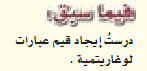 فيما سبق:
درستُ إيجاد قيم عبارات
لوغاريتمية .